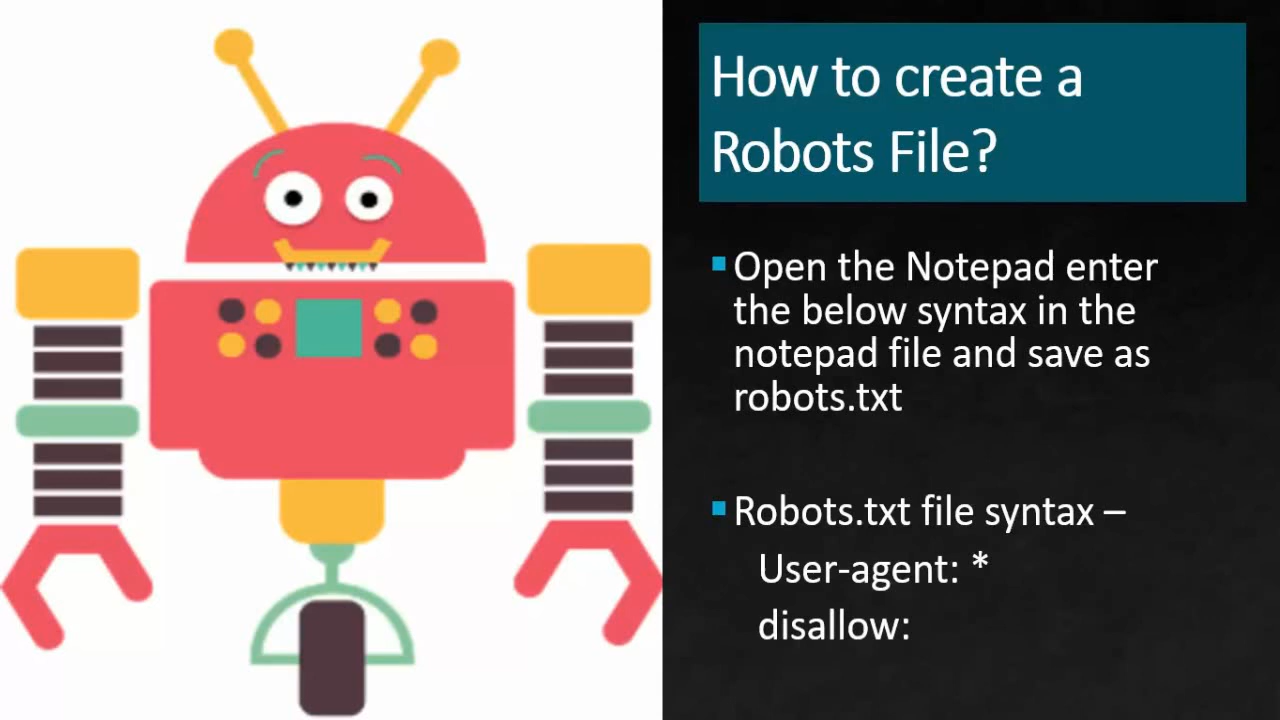 How to create a
Robots File?
Open the Notepad enter
the below syntax in the
notepad file and save as
robots.txt
Robots.txt file syntax –
User-agent: *
disallow: